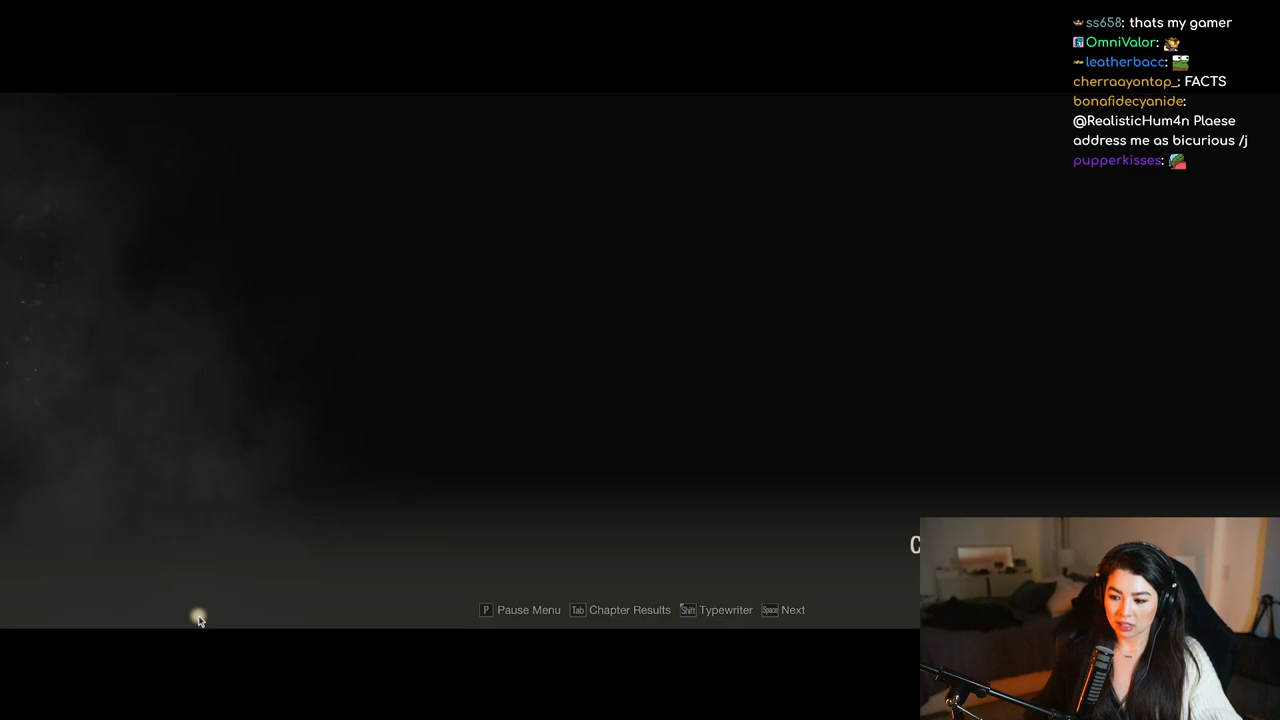 ss658: thats my gamer
OmniValor:
leatherbacc:
cherraayontop_: FACTS
bonafidecyanide:
@RealisticHum4n Plaese
address me as bicurious /j
pupperkisses:
C
P Pause Menu Tab Chapter Results Shift Typewriter Space Next